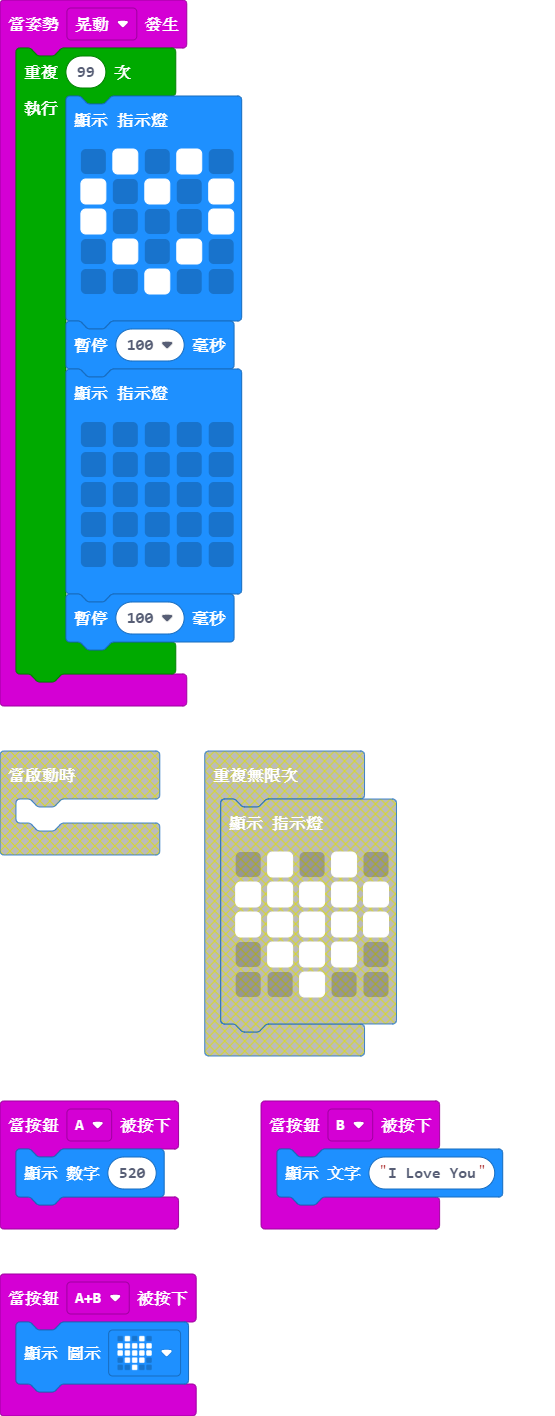 當姿勢 晃動 發生
重複 99 次
執行
顯示 指示燈
暫停 100 毫秒
顯示 指示燈
暫停 100 毫秒
當啟動時
重複無限次
顯示 指示燈
當按鈕 A 被按下
顯示 數字 520
當按鈕 B 被按下
顯示 文字 "I Love You"
當按鈕 A+B 被按下
顯示 圖示